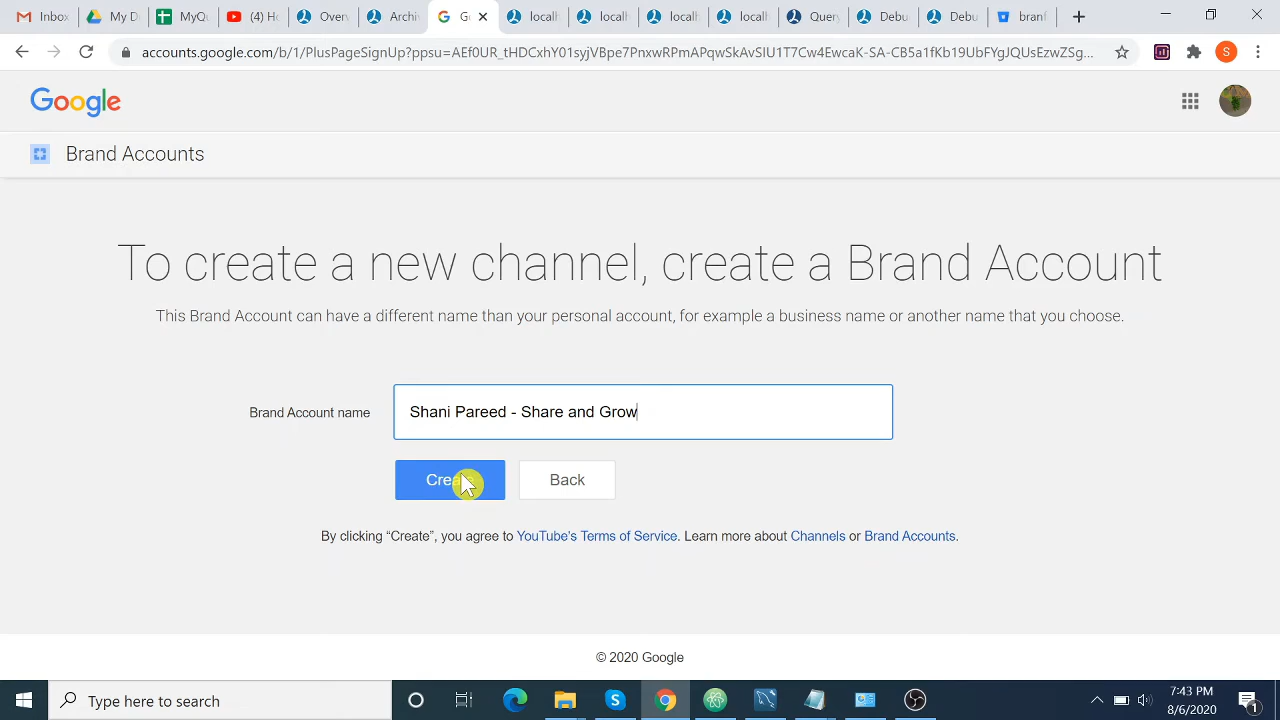 Inbox
My D
MyQ
(4) H
Over
Archi
G
locall
locall
locall
locall
Query
Debu
Debu
branf
accounts.google.com/b/1/PlusPageSignUp?ppsu=AEf0UR_tHDCxhY01syjVBpe7PnxwRPmAPqwSkAvSIU1T7Cw4EwcaK-SA-CB5a1fKb19UbFYgJQUsEzwZSg...
S
Google
Brand Accounts
To create a new channel, create a Brand Account
This Brand Account can have a different name than your personal account, for example a business name or another name that you choose.
Brand Account name
Shani Pareed - Share and Grow
Back
By clicking “Create”, you agree to YouTube's Terms of Service. Learn more about Channels or Brand Accounts.
© 2020 Google
Type here to search
7:43 PM
8/6/2020
1